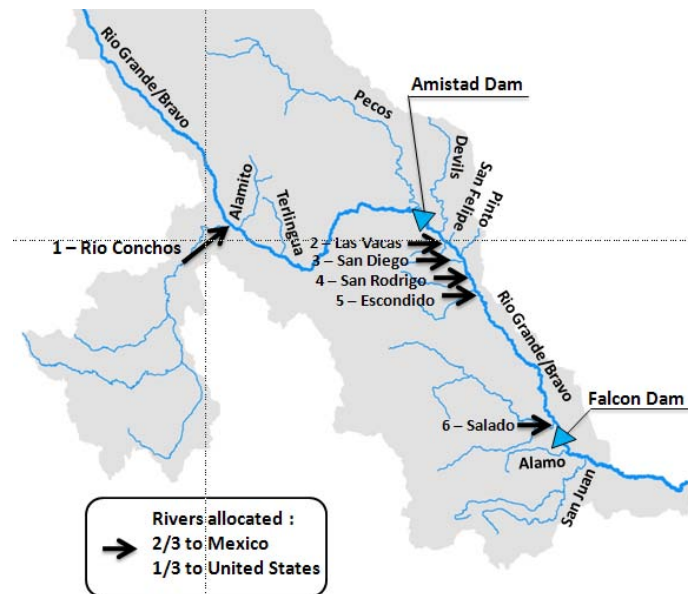 Rio Grande/Bravo
Amistad Dam
Pecos
Devils
San Felipe
Pinto
Alamito
Terlingua
1 – Rio Conchos
2 – Las Vacas
3 – San Diego
4 – San Rodrigo
5 – Escondido
Rio Grande/Bravo
Falcon Dam
6 – Salado
Alamo
San Juan
Rivers allocated :
2/3 to Mexico
1/3 to United States